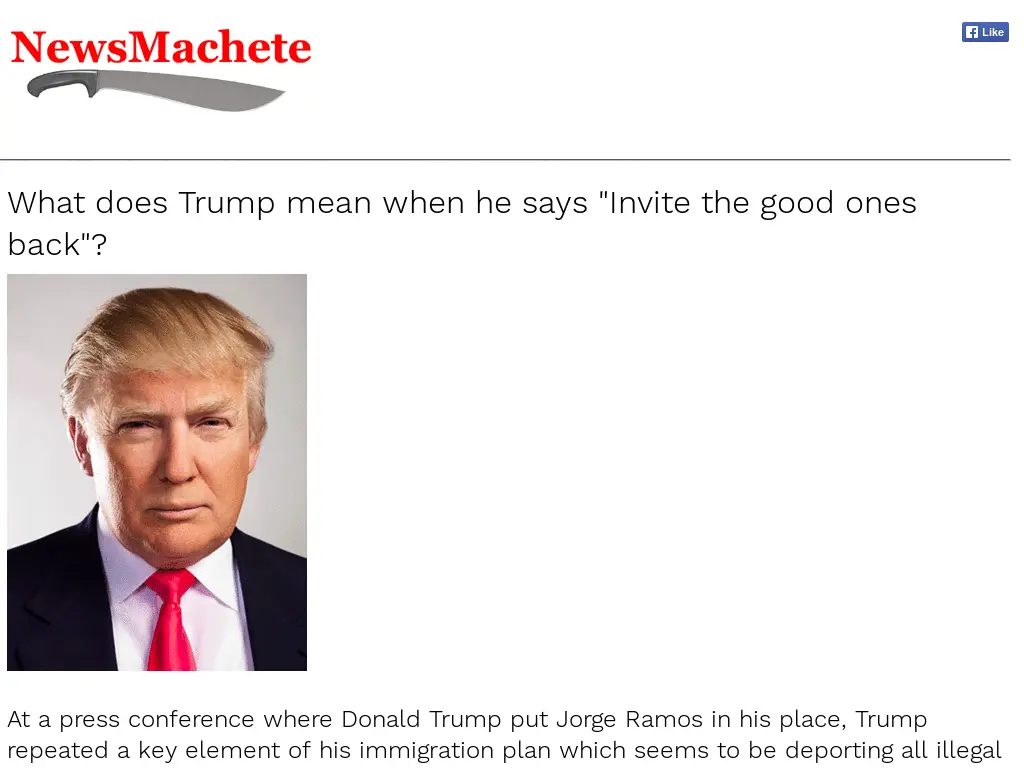 NewsMachete
Like
What does Trump mean when he says "Invite the good ones
back"?
At a press conference where Donald Trump put Jorge Ramos in his place, Trump
repeated a key element of his immigration plan which seems to be deporting all illegal